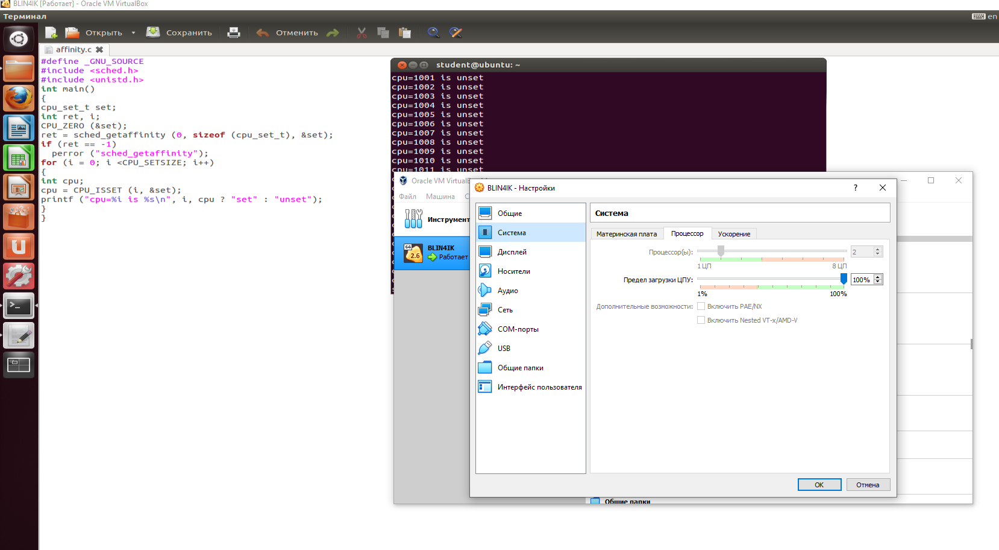 BLIN4IK [Работает] - Oracle VM VirtualBox
Терминал
en
Открыть
Сохранить
Отменить
affinity.c
#define _GNU_SOURCE
#include <sched.h>
#include <unistd.h>
int main()
{
cpu_set_t set;
int ret, i;
CPU_ZERO (&set);
ret = sched_getaffinity (0, sizeof (cpu_set_t), &set);
if (ret == -1)
  perror ("sched_getaffinity");
for (i = 0; i <CPU_SETSIZE; i++)
{
int cpu;
cpu = CPU_ISSET (i, &set);
printf ("cpu=%i is %s\n", i, cpu ? "set" : "unset");
}
}
student@ubuntu: ~
cpu=1001 is unset
cpu=1002 is unset
cpu=1003 is unset
cpu=1004 is unset
cpu=1005 is unset
cpu=1006 is unset
cpu=1007 is unset
cpu=1008 is unset
cpu=1009 is unset
cpu=1010 is unset
cpu=1011 is unset
Oracle VM
Файл
Машина
64
2.6
BLIN4IK
Работает
BLIN4IK - Настройки
?
Общие
Система
Дисплей
Носители
Аудио
Сеть
COM-порты
USB
Общие папки
Интерфейс пользователя
Система
Материнская плата
Процессор
Ускорение
Процессор(ы):
2
1 ЦП
8 ЦП
Предел загрузки ЦПУ:
100%
1%
100%
Дополнительные возможности:
Включить PAE/NX
Включить Nested VT-x/AMD-V
OK
Отмена
Общие папки